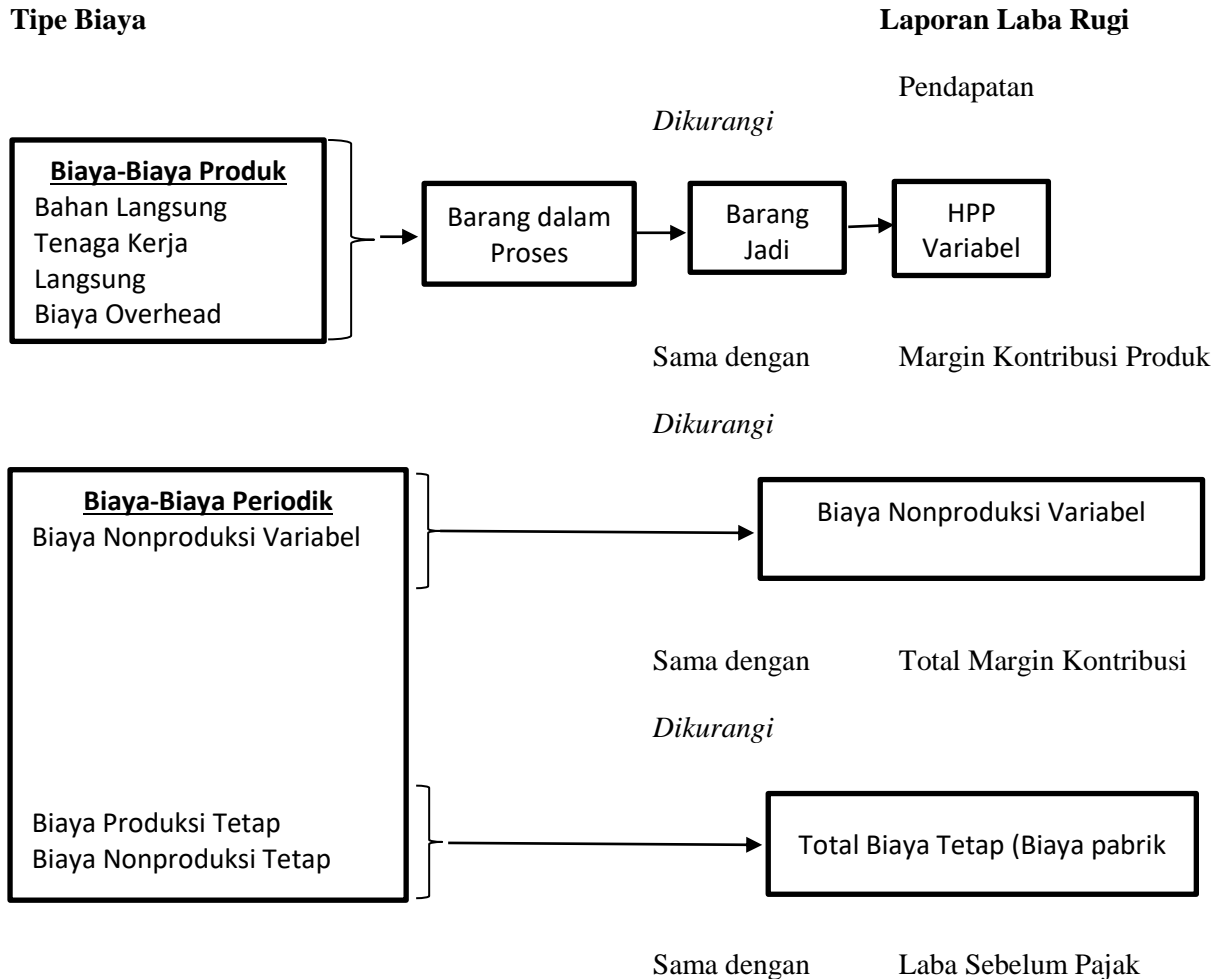 Tipe Biaya
Laporan Laba Rugi
Pendapatan
Dikurangi
Biaya-Biaya Produk
Bahan Langsung
Tenaga Kerja
Langsung
Biaya Overhead
Barang dalam
Proses
Barang
Jadi
HPP
Variabel
Sama dengan
Margin Kontribusi Produk
Dikurangi
Biaya-Biaya Periodik
Biaya Nonproduksi Variabel
Biaya Nonproduksi Variabel
Sama dengan
Total Margin Kontribusi
Dikurangi
Biaya Produksi Tetap
Biaya Nonproduksi Tetap
Total Biaya Tetap (Biaya pabrik
Sama dengan
Laba Sebelum Pajak